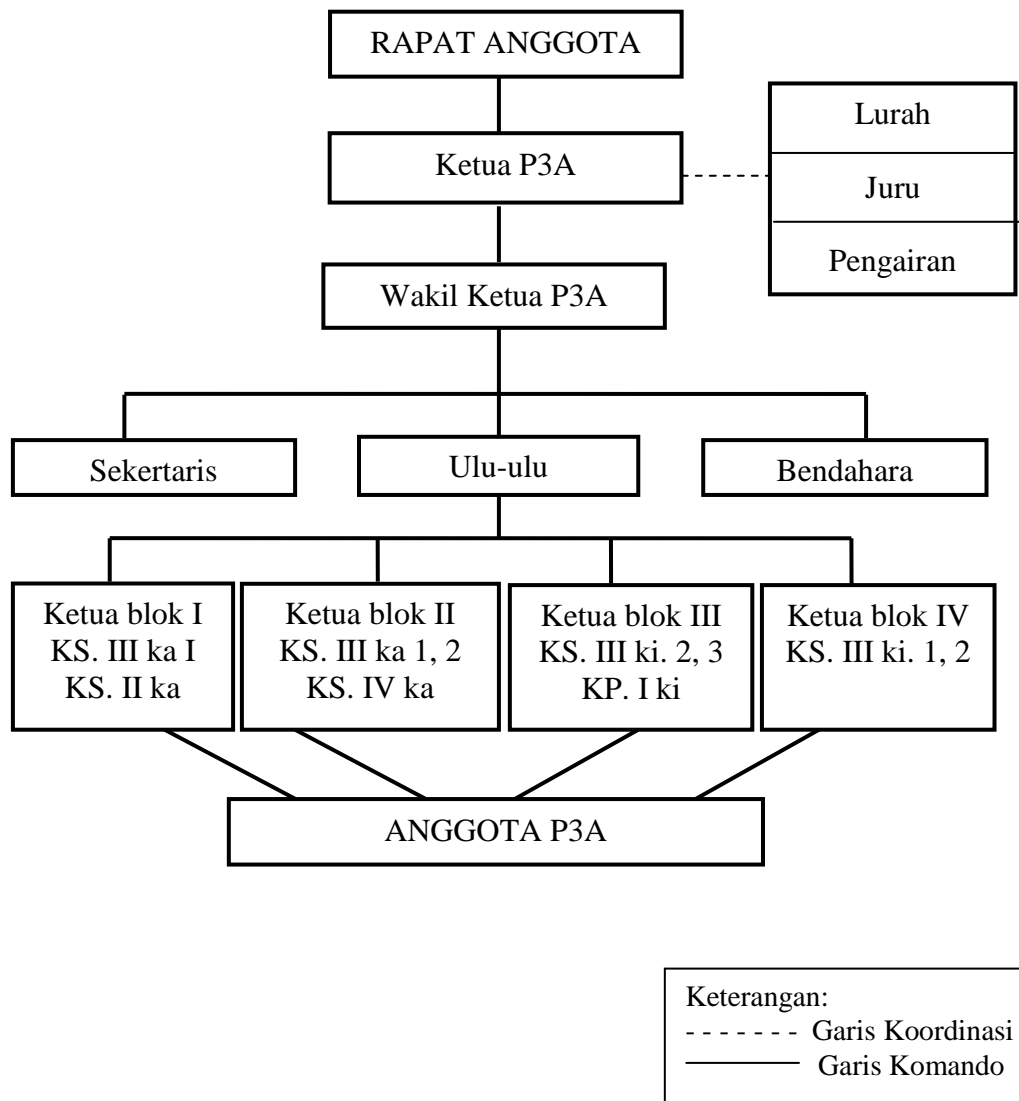 RAPAT ANGGOTA
Lurah
Ketua P3A
Juru
Pengairan
Wakil Ketua P3A
Sekertaris
Ulu-ulu
Bendahara
Ketua blok I
KS. III ka I
KS. II ka
Ketua blok II
KS. III ka 1, 2
KS. IV ka
Ketua blok III
KS. III ki. 2, 3
KP. I ki
Ketua blok IV
KS. III ki. 1, 2
ANGGOTA P3A
Keterangan:
- - - - - - - Garis Koordinasi
Garis Komando